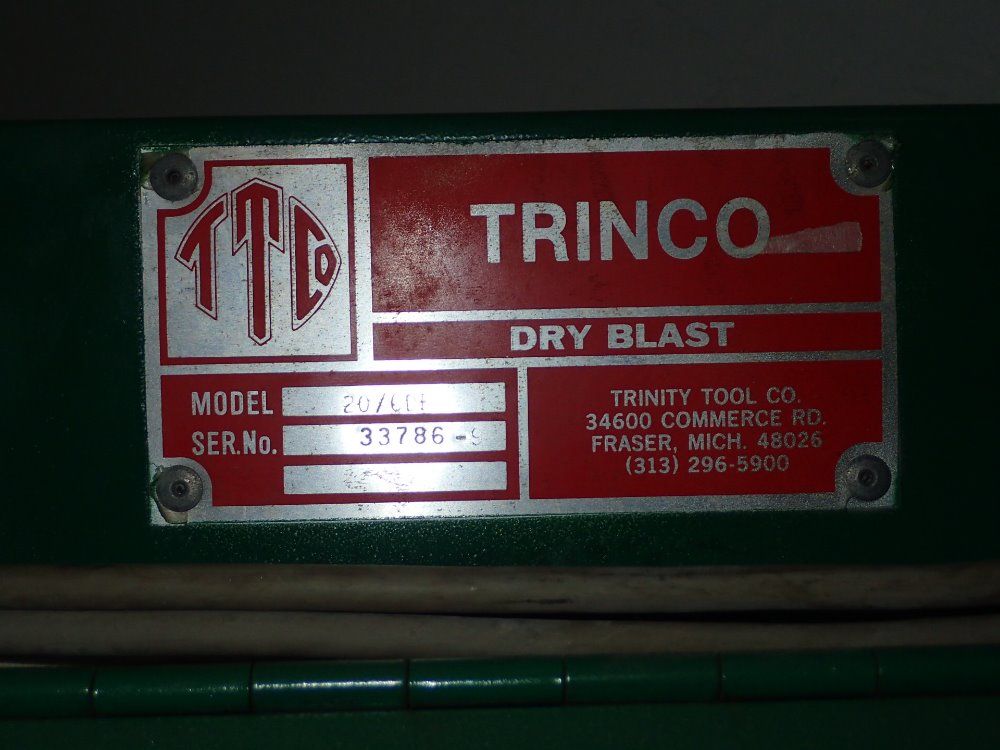 TTCO
TRINCO
DRY BLAST
MODEL
SER.No. 33786
TRINITY TOOL CO.
34600 COMMERCE RD.
FRASER, MICH. 48026
(313) 296-5900